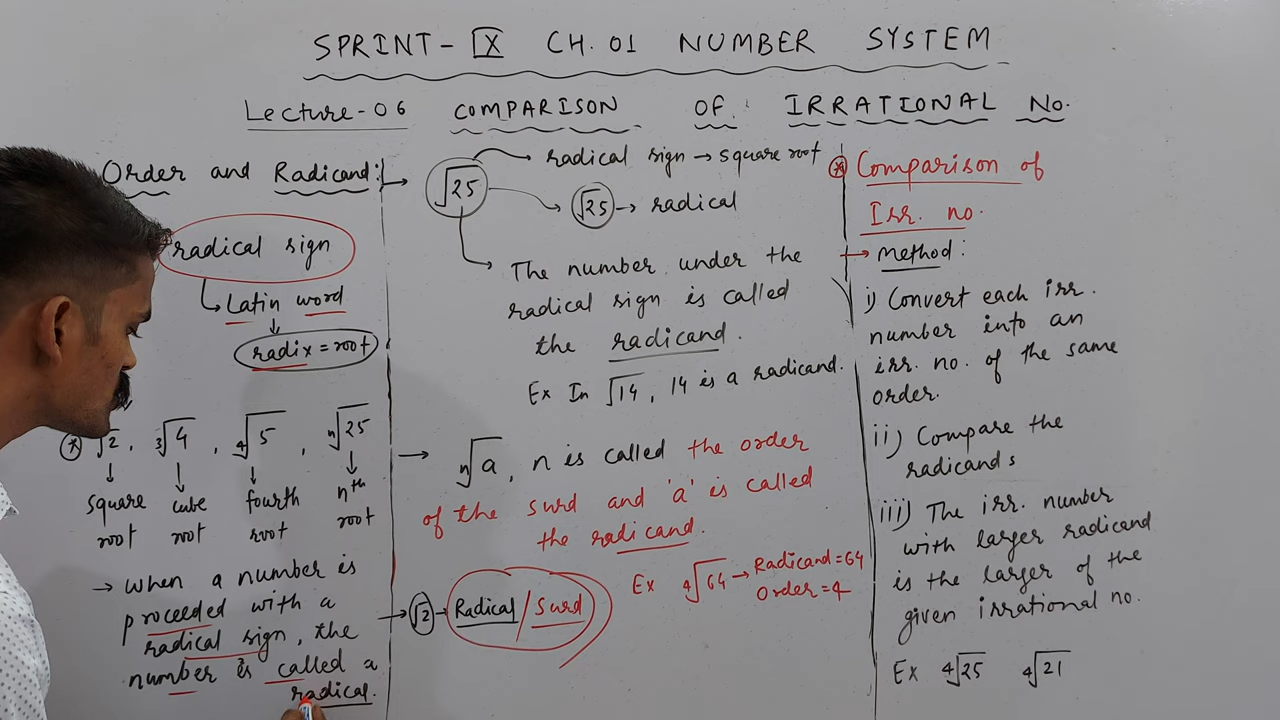 SPRINT - IX CH. 01 NUMBER SYSTEM
Lecture-06 COMPARISON OF IRRATIONAL No.
Order and Radicand:
radical sign
Latin word
radix = root
√2, ³√4, ⁴√5, ⁿ√25
square root
cube root
fourth root
nth root
→ when a number is
proceeded with a
radical sign, the
number is called a
radical.
→ √25
radical sign → square root
√25 → radical
The number under the
radical sign is called
the radicand.
Ex In √14, 14 is a radicand.
→ ⁿ√a, n is called the order
of the surd and 'a' is called
the radicand.
Ex ⁴√64 → Radicand = 64
Order = 4
→ √2 → Radical / Surd
Comparison of
Irr. no.
→ Method:
i) Convert each irr.
number into an
irr. no. of the same
order.
ii) Compare the
radicands
iii) The irr. number
with larger radicand
is the larger of the
given irrational no.
Ex ⁴√25 ⁴√21